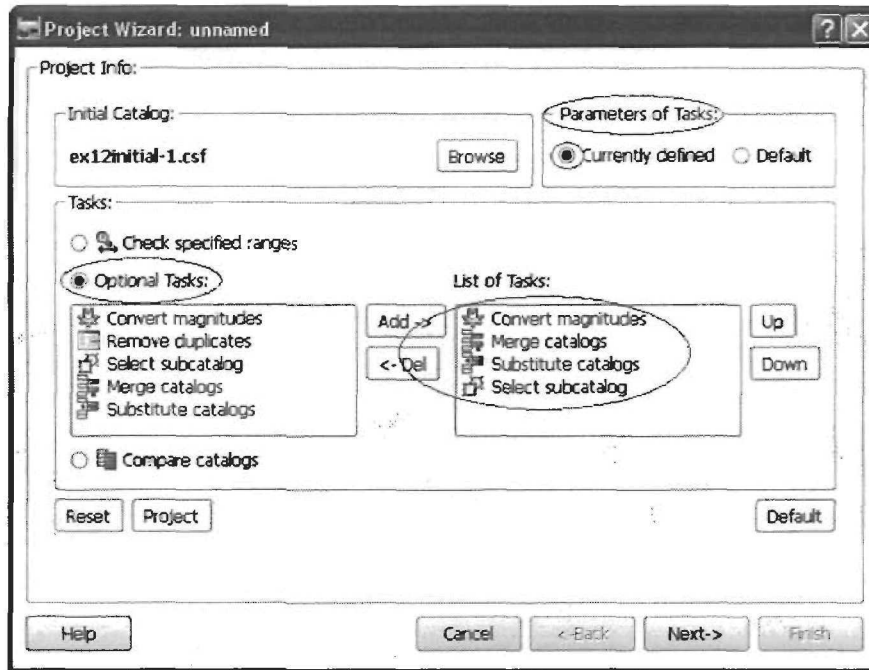 Project Wizard: unnamed
Project Info:
Initial Catalog:
ex12initial-1.csf
Browse
Parameters of Tasks:
Currently defined
Default
Tasks:
Check specified ranges
Optional Tasks:
Convert magnitudes
Remove duplicates
Select subcatalog
Merge catalogs
Substitute catalogs
Add ->
<- Del
List of Tasks:
Convert magnitudes
Merge catalogs
Substitute catalogs
Select subcatalog
Up
Down
Compare catalogs
Reset
Project
Default
Help
Cancel
<-Back
Next->
Finish